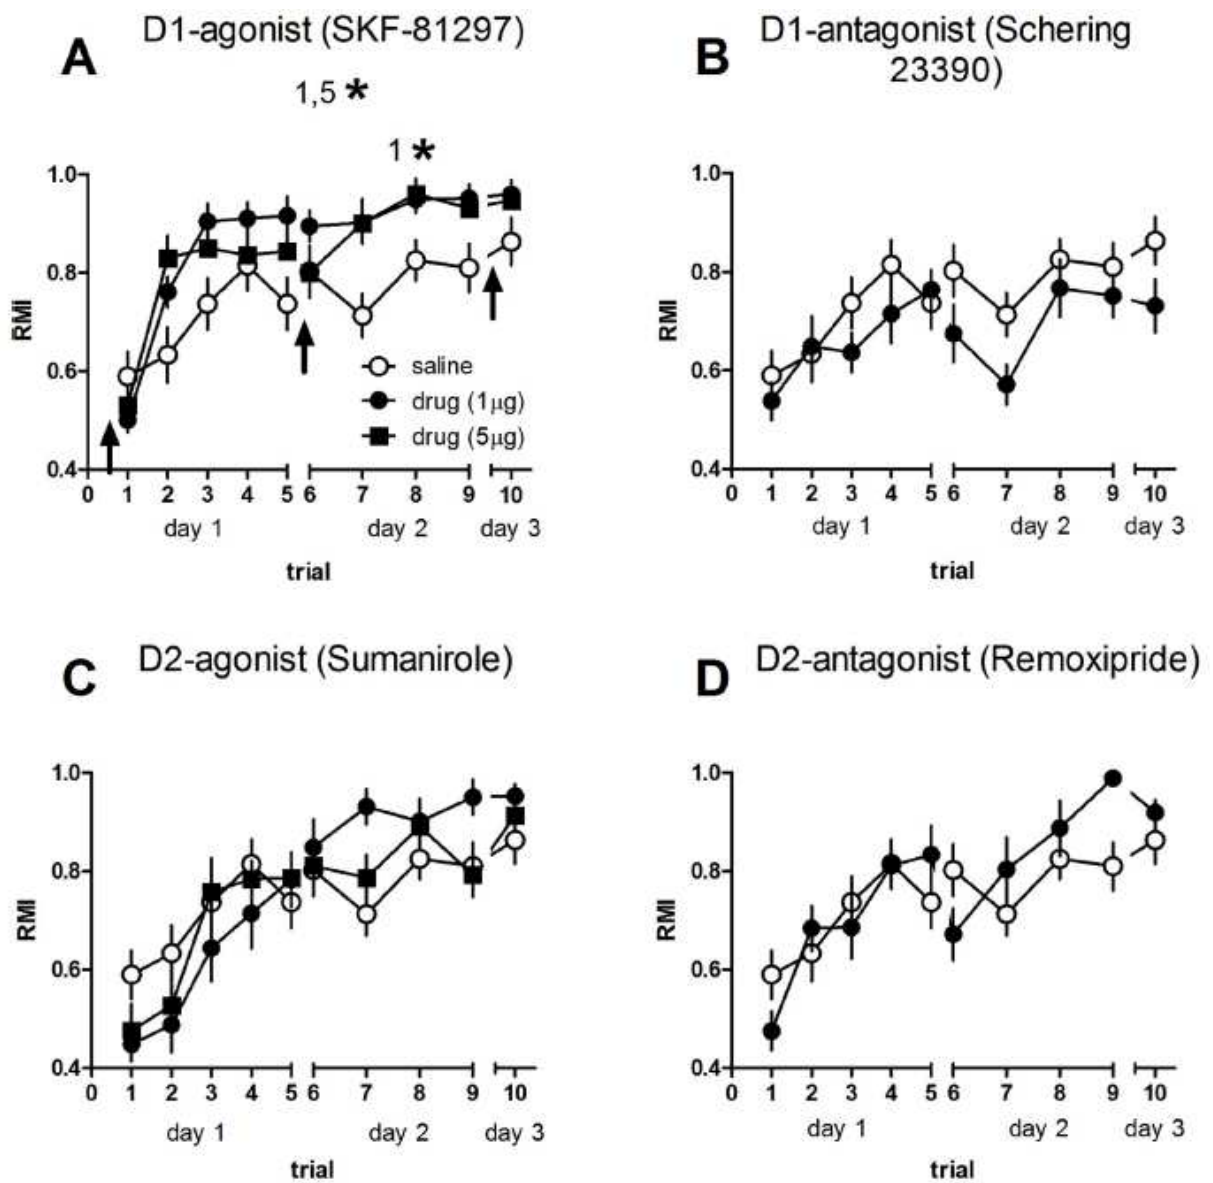 A
D1-agonist (SKF-81297)
1,5 *
1 *
1.0
0.8
0.6
0.4
RMI
saline
drug (1μg)
drug (5μg)
0 1 2 3 4 5 6 7 8 9 10
day 1 day 2 day 3
trial
B
D1-antagonist (Schering
23390)
1.0
0.8
0.6
0.4
RMI
0 1 2 3 4 5 6 7 8 9 10
day 1 day 2 day 3
trial
C
D2-agonist (Sumanirole)
1.0
0.8
0.6
0.4
RMI
0 1 2 3 4 5 6 7 8 9 10
day 1 day 2 day 3
trial
D
D2-antagonist (Remoxipride)
1.0
0.8
0.6
0.4
RMI
0 1 2 3 4 5 6 7 8 9 10
day 1 day 2 day 3
trial